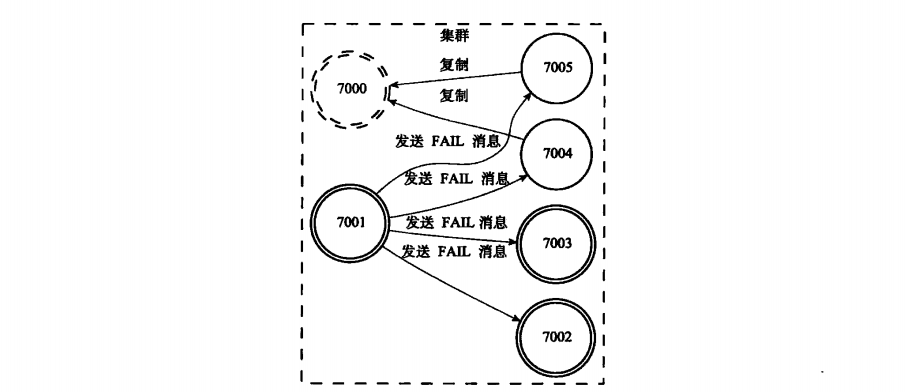 集群
复制
7005
7000
复制
发送 FAIL 消息
7004
发送 FAIL 消息
7001
发送 FAIL 消息
7003
发送 FAIL 消息
7002